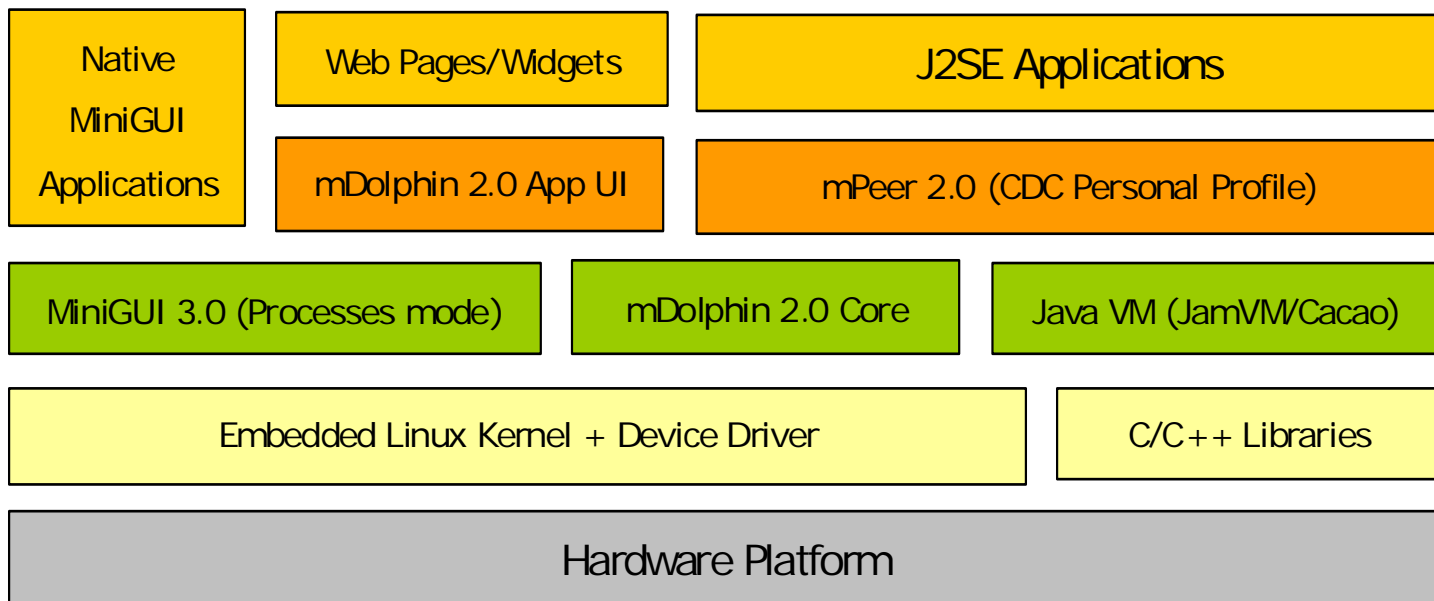 Native
MiniGUI
Applications
Web Pages/Widgets
J2SE Applications
mDolphin 2.0 App UI
mPeer 2.0 (CDC Personal Profile)
MiniGUI 3.0 (Processes mode)
mDolphin 2.0 Core
Java VM (JamVM/Cacao)
Embedded Linux Kernel + Device Driver
C/C++ Libraries
Hardware Platform